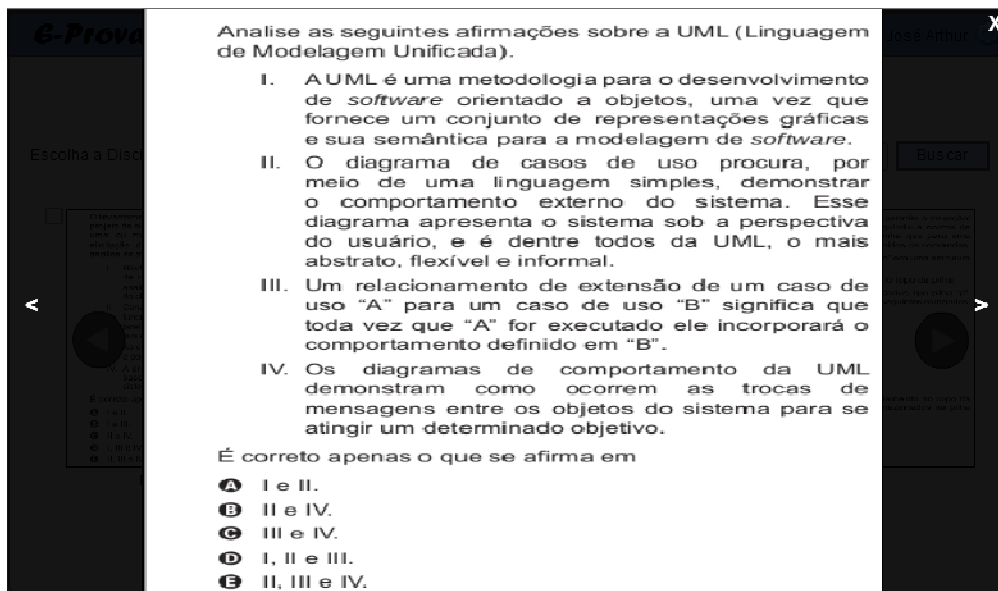 G-Prova
X
José Annur
Analise as seguintes afirmações sobre a UML (Linguagem
de Modelagem Unificada).
I. A UML é uma metodologia para o desenvolvimento
de software orientado a objetos, uma vez que
fornece um conjunto de representações gráficas
e sua semântica para a modelagem de software.
Escolha a Disci
Buscar
II. O diagrama de casos de uso procura, por
meio de uma linguagem simples, demonstrar
o comportamento externo do sistema. Esse
diagrama apresenta o sistema sob a perspectiva
do usuário, e é dentre todos da UML, o mais
abstrato, flexível e informal.
III. Um relacionamento de extensão de um caso de
uso “A” para um caso de uso “B” significa que
toda vez que “A” for executado ele incorporará o
comportamento definido em “B”.
< >
IV. Os diagramas de comportamento da UML
demonstram como ocorrem as trocas de
mensagens entre os objetos do sistema para se
atingir um determinado objetivo.
É correto apenas o que se afirma em
A I e II.
B II e IV.
C III e IV.
D I, II e III.
E II, III e IV.